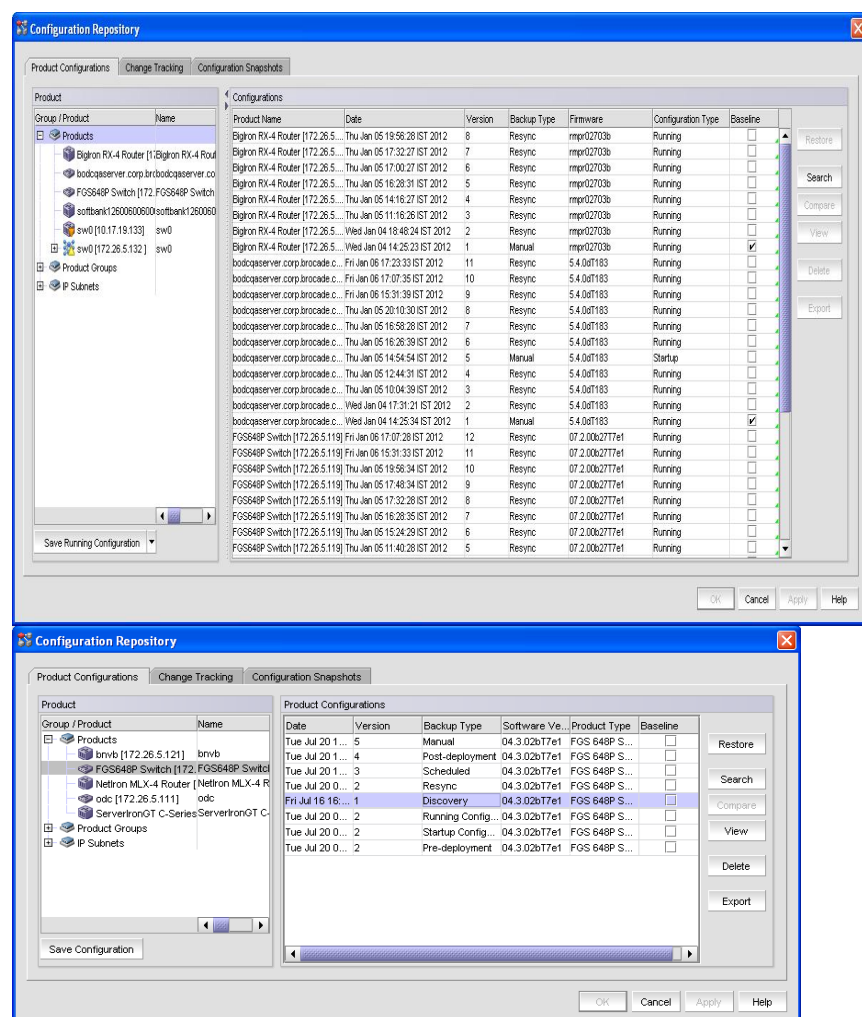 Configuration Repository
Product Configurations Change Tracking Configuration Snapshots
Product
Group / Product Name
Products
BigIron RX-4 Router [17 BigIron RX-4 Rout
bodcqaserver.corp.brc bodcqaserver.co
FGS648P Switch [172. FGS648P Switch
softbank12600600600 softbank1260060
sw0 [10.17.19.133] sw0
sw0 [172.26.5.132 ] sw0
Product Groups
IP Subnets
Save Running Configuration
Configurations
Product Name Date Version Backup Type Firmware Configuration Type Baseline
BigIron RX-4 Router [172.26.5.... Thu Jan 05 19:56:28 IST 2012 8 Resync rmpr02703b Running
BigIron RX-4 Router [172.26.5.... Thu Jan 05 17:32:27 IST 2012 7 Resync rmpr02703b Running
BigIron RX-4 Router [172.26.5.... Thu Jan 05 17:00:27 IST 2012 6 Resync rmpr02703b Running
BigIron RX-4 Router [172.26.5.... Thu Jan 05 16:28:31 IST 2012 5 Resync rmpr02703b Running
BigIron RX-4 Router [172.26.5.... Thu Jan 05 14:16:27 IST 2012 4 Resync rmpr02703b Running
BigIron RX-4 Router [172.26.5.... Thu Jan 05 11:16:26 IST 2012 3 Resync rmpr02703b Running
BigIron RX-4 Router [172.26.5.... Wed Jan 04 18:48:24 IST 2012 2 Resync rmpr02703b Running
BigIron RX-4 Router [172.26.5.... Wed Jan 04 14:25:23 IST 2012 1 Manual rmpr02703b Running
bodcqaserver.corp.brocade.c... Fri Jan 06 17:23:33 IST 2012 11 Resync 5.4.0dT183 Running
bodcqaserver.corp.brocade.c... Fri Jan 06 17:07:35 IST 2012 10 Resync 5.4.0dT183 Running
bodcqaserver.corp.brocade.c... Fri Jan 06 15:31:39 IST 2012 9 Resync 5.4.0dT183 Running
bodcqaserver.corp.brocade.c... Thu Jan 05 20:10:30 IST 2012 8 Resync 5.4.0dT183 Running
bodcqaserver.corp.brocade.c... Thu Jan 05 16:58:28 IST 2012 7 Resync 5.4.0dT183 Running
bodcqaserver.corp.brocade.c... Thu Jan 05 16:26:39 IST 2012 6 Resync 5.4.0dT183 Running
bodcqaserver.corp.brocade.c... Thu Jan 05 14:54:54 IST 2012 5 Manual 5.4.0dT183 Startup
bodcqaserver.corp.brocade.c... Thu Jan 05 12:44:31 IST 2012 4 Resync 5.4.0dT183 Running
bodcqaserver.corp.brocade.c... Thu Jan 05 10:04:39 IST 2012 3 Resync 5.4.0dT183 Running
bodcqaserver.corp.brocade.c... Wed Jan 04 17:31:21 IST 2012 2 Resync 5.4.0dT183 Running
bodcqaserver.corp.brocade.c... Wed Jan 04 14:25:34 IST 2012 1 Manual 5.4.0dT183 Running
FGS648P Switch [172.26.5.119] Fri Jan 06 17:07:28 IST 2012 12 Resync 07.2.00b277e1 Running
FGS648P Switch [172.26.5.119] Fri Jan 06 15:31:33 IST 2012 11 Resync 07.2.00b27T7e1 Running
FGS648P Switch [172.26.5.119] Thu Jan 05 19:56:34 IST 2012 10 Resync 07.2.00b27T7e1 Running
FGS648P Switch [172.26.5.119] Thu Jan 05 17:48:34 IST 2012 9 Resync 07.2.00b27T7e1 Running
FGS648P Switch [172.26.5.119] Thu Jan 05 17:32:28 IST 2012 8 Resync 07.2.00b27T7e1 Running
FGS648P Switch [172.26.5.119] Thu Jan 05 16:28:35 IST 2012 7 Resync 07.2.00b27T7e1 Running
FGS648P Switch [172.26.5.119] Thu Jan 05 15:24:29 IST 2012 6 Resync 07.2.00b27T7e1 Running
FGS648P Switch [172.26.5.119] Thu Jan 05 11:40:28 IST 2012 5 Resync 07.2.00b27T7e1 Running
Restore
Search
Compare
View
Delete
Export
OK Cancel Apply Help
Configuration Repository
Product Configurations Change Tracking Configuration Snapshots
Product
Group / Product Name
Products
bnvb [172.26.5.121] bnvb
FGS648P Switch [172. FGS648P Switcl
NetIron MLX-4 Router [ NetIron MLX-4 R
odc [172.26.5.111] odc
ServerIronGT C-Series ServerIronGT C-
Product Groups
IP Subnets
Save Configuration
Product Configurations
Date Version Backup Type Software Ve... Product Type Baseline
Tue Jul 20 1... 5 Manual 04.3.02bT7e1 FGS 648P S...
Tue Jul 20 1... 4 Post-deployment 04.3.02bT7e1 FGS 648P S...
Tue Jul 20 1... 3 Scheduled 04.3.02bT7e1 FGS 648P S...
Tue Jul 20 0... 2 Resync 04.3.02bT7e1 FGS 648P S...
Fri Jul 16 16:... 1 Discovery 04.3.02bT7e1 FGS 648P S...
Tue Jul 20 0... 2 Running Config... 04.3.02bT7e1 FGS 648P S...
Tue Jul 20 0... 2 Startup Config... 04.3.02bT7e1 FGS 648P S...
Tue Jul 20 0... 2 Pre-deployment 04.3.02bT7e1 FGS 648P S...
Restore
Search
Compare
View
Delete
Export
OK Cancel Apply Help